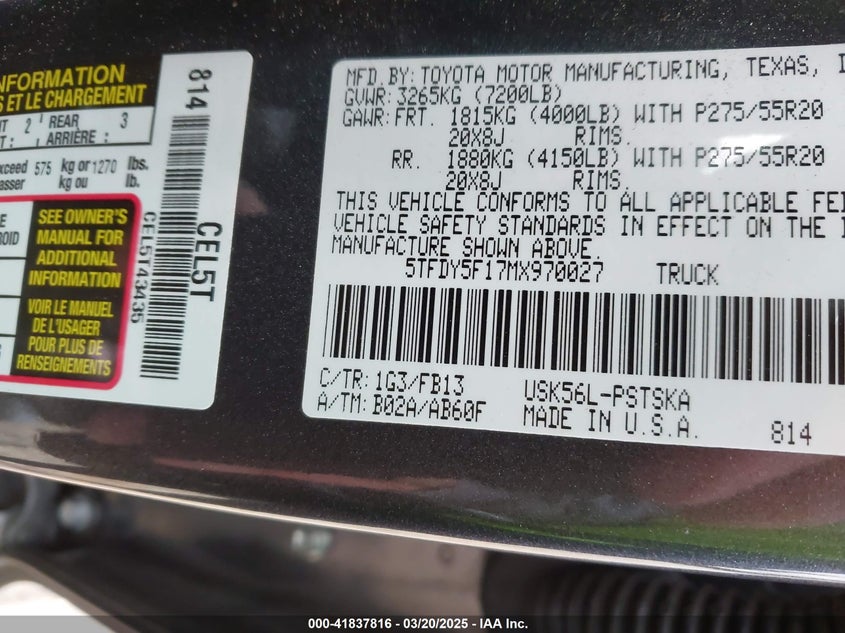 INFORMATION
S ET LE CHARGEMENT
2 REAR 3
ARRIÈRE :
exceed 575 kg or 1270 lbs.
kg ou lb.
SEE OWNER'S
MANUAL FOR
ADDITIONAL
INFORMATION
VOIR LE MANUEL
DE L'USAGER
POUR PLUS DE
RENSEIGNEMENTS
814
CEL5T
CEL5T43435
MFD.BY: TOYOTA MOTOR MANUFACTURING, TEXAS, I
GVWR: 3265KG (7200LB)
GAWR: FRT. 1815KG (4000LB) WITH P275/55R20
20X8J RIMS.
RR. 1880KG (4150LB) WITH P275/55R20
20X8J RIMS.
THIS VEHICLE CONFORMS TO ALL APPLICABLE FE
VEHICLE SAFETY STANDARDS IN EFFECT ON THE
MANUFACTURE SHOWN ABOVE.
5TFDY5F17MX970027 TRUCK
C/TR: 1G3/FB13 USK56L-PSTSKA
A/TM: B02A/AB60F MADE IN U.S.A. 814
000-41837816 — 03/20/2025 — IAA Inc.